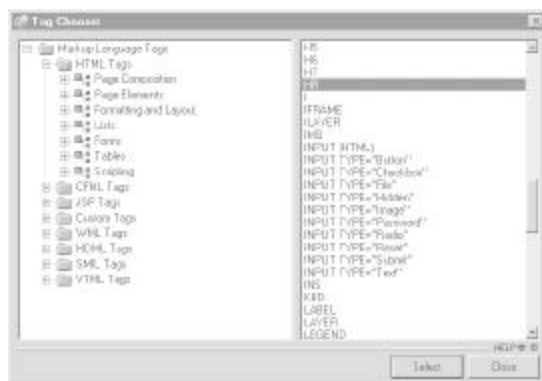 Tag Chooser
Markup Language Tags
HTML Tags
Page Composition
Page Elements
Formatting and Layout
Lists
Forms
Tables
Scripting
CFML Tags
JSP Tags
Custom Tags
WML Tags
HDML Tags
SMIL Tags
VTML Tags
H5
H6
H7
I
IFRAME
ILAYER
INPUT (HTML)
INPUT TYPE="Button"
INPUT TYPE="Checkbox"
INPUT TYPE="File"
INPUT TYPE="Hidden"
INPUT TYPE="Image"
INPUT TYPE="Password"
INPUT TYPE="Radio"
INPUT TYPE="Reset"
INPUT TYPE="Submit"
INPUT TYPE="Text"
INS
KBD
LABEL
LAYER
LEGEND
HELP
Select
Close